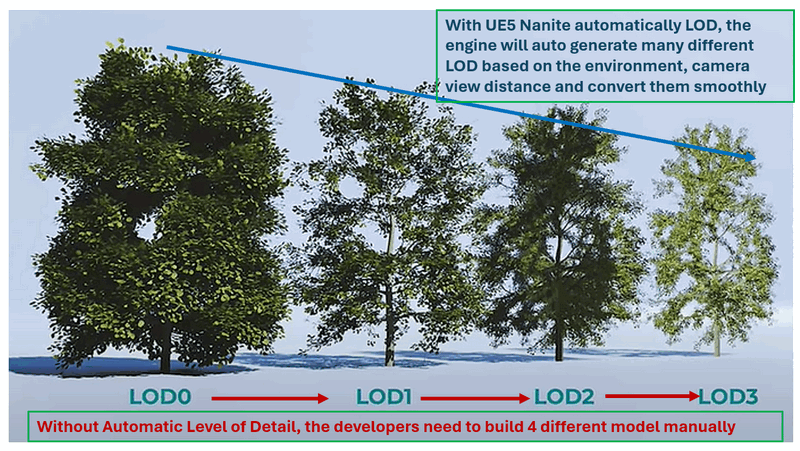 With UE5 Nanite automatically LOD, the
engine will auto generate many different
LOD based on the environment, camera
view distance and convert them smoothly
LOD0
LOD1
LOD2
LOD3
Without Automatic Level of Detail, the developers need to build 4 different model manually